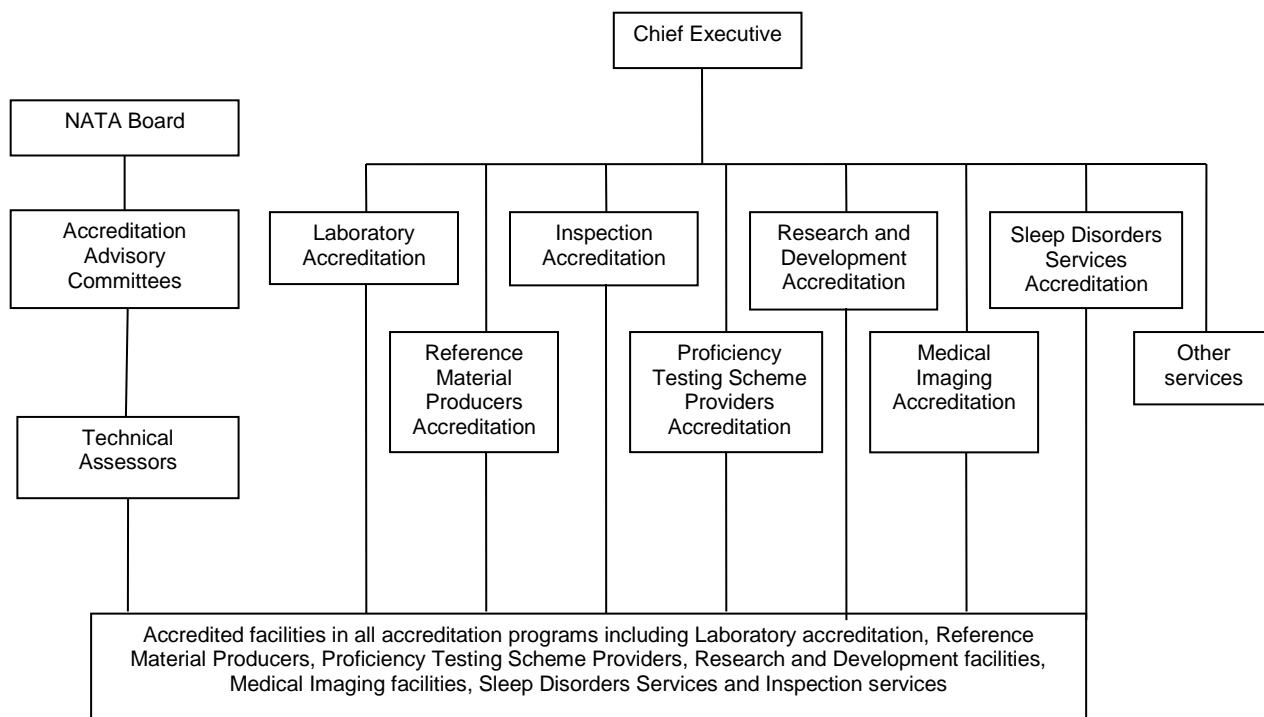 Chief Executive
NATA Board
Accreditation
Advisory
Committees
Technical
Assessors
Laboratory
Accreditation
Inspection
Accreditation
Research and
Development
Accreditation
Sleep Disorders
Services
Accreditation
Reference
Material
Producers
Accreditation
Proficiency
Testing Scheme
Providers
Accreditation
Medical
Imaging
Accreditation
Other
services
Accredited facilities in all accreditation programs including Laboratory accreditation, Reference
Material Producers, Proficiency Testing Scheme Providers, Research and Development facilities,
Medical Imaging facilities, Sleep Disorders Services and Inspection services